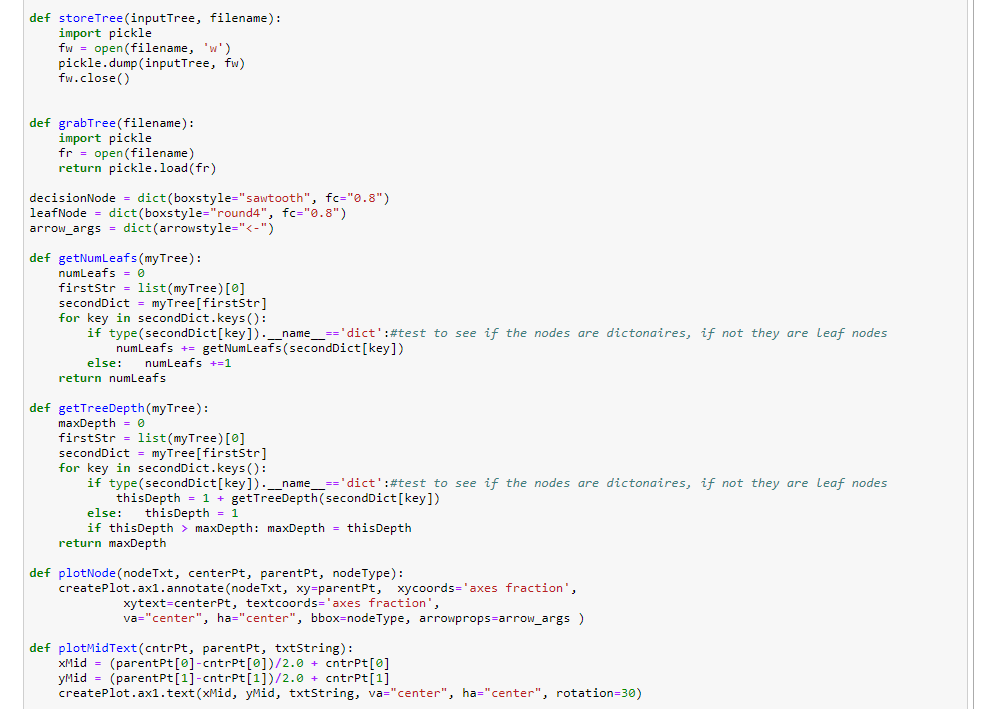 def storeTree(inputTree, filename):
    import pickle
    fw = open(filename, 'w')
    pickle.dump(inputTree, fw)
    fw.close()
def grabTree(filename):
    import pickle
    fr = open(filename)
    return pickle.load(fr)
decisionNode = dict(boxstyle="sawtooth", fc="0.8")
leafNode = dict(boxstyle="round4", fc="0.8")
arrow_args = dict(arrowstyle="<-")
def getNumLeafs(myTree):
    numLeafs = 0
    firstStr = list(myTree)[0]
    secondDict = myTree[firstStr]
    for key in secondDict.keys():
        if type(secondDict[key]).__name__=='dict':#test to see if the nodes are dictonaires, if not they are leaf nodes
            numLeafs += getNumLeafs(secondDict[key])
        else:   numLeafs +=1
    return numLeafs
def getTreeDepth(myTree):
    maxDepth = 0
    firstStr = list(myTree)[0]
    secondDict = myTree[firstStr]
    for key in secondDict.keys():
        if type(secondDict[key]).__name__=='dict':#test to see if the nodes are dictonaires, if not they are leaf nodes
            thisDepth = 1 + getTreeDepth(secondDict[key])
        else:   thisDepth = 1
        if thisDepth > maxDepth: maxDepth = thisDepth
    return maxDepth
def plotNode(nodeTxt, centerPt, parentPt, nodeType):
    createPlot.ax1.annotate(nodeTxt, xy=parentPt,  xycoords='axes fraction',
             xytext=centerPt, textcoords='axes fraction',
             va="center", ha="center", bbox=nodeType, arrowprops=arrow_args )
def plotMidText(cntrPt, parentPt, txtString):
    xMid = (parentPt[0]-cntrPt[0])/2.0 + cntrPt[0]
    yMid = (parentPt[1]-cntrPt[1])/2.0 + cntrPt[1]
    createPlot.ax1.text(xMid, yMid, txtString, va="center", ha="center", rotation=30)